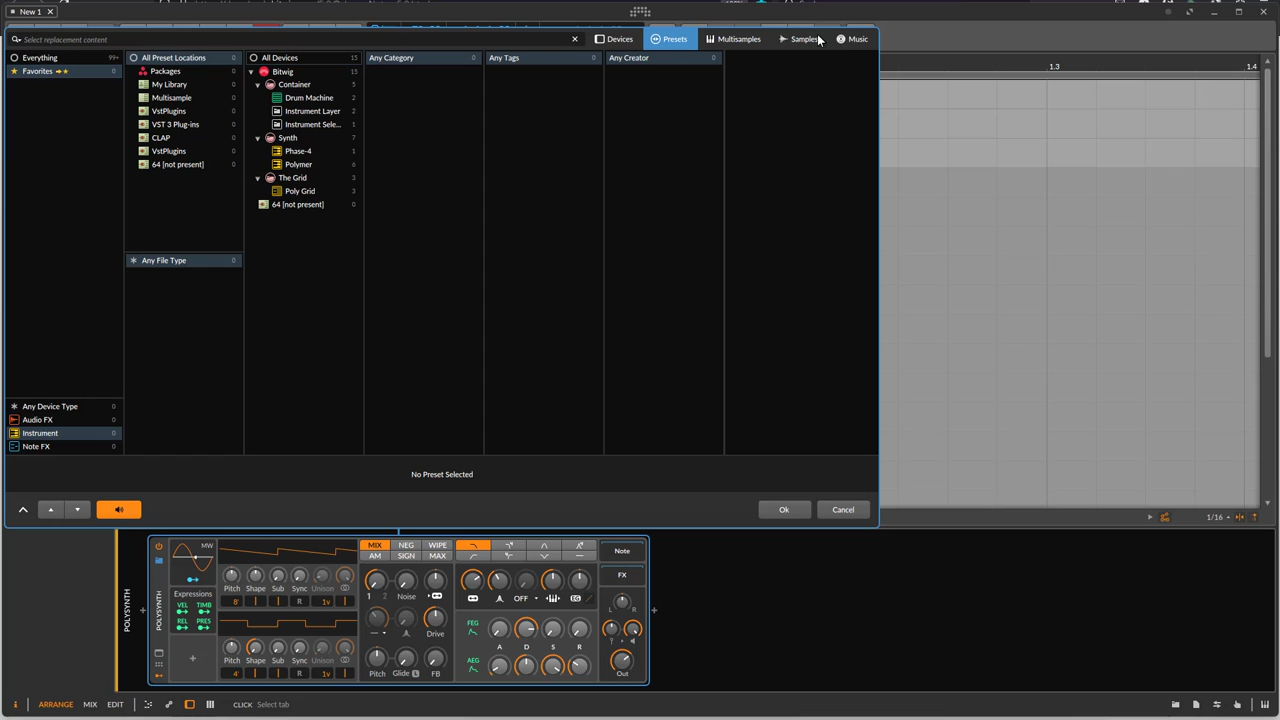 New 1
Select replacement content
Devices
Presets
Multisamples
Samples
Music
Everything 99+
Favorites 0
Any Device Type 0
Audio FX 0
Instrument 0
Note FX 0
All Preset Locations 0
Packages 0
My Library 0
Multisample 0
VstPlugins 0
VST 3 Plug-ins 0
CLAP 0
VstPlugins 0
64 [not present] 0
Any File Type 0
All Devices 15
Bitwig 15
Container 5
Drum Machine 2
Instrument Layer 2
Instrument Sele... 1
Synth 7
Phase-4 1
Polymer 6
The Grid 3
Poly Grid 3
64 [not present] 0
Any Category 0
Any Tags 0
Any Creator 0
No Preset Selected
Ok
Cancel
1.3
1.4
1/16
POLYSYNTH
POLYSYNTH
MW
Expressions
VEL TIMB
REL PRES
Pitch Shape Sub Sync Unison
8' R 1v
Pitch Shape Sub Sync Unison
4' R 1v
MIX NEG WIPE
AM SIGN MAX
1 2 Noise
Drive
Pitch Glide L FB
OFF EG
FEG
A D S R
AEG
Note
FX
L R
Out
i ARRANGE MIX EDIT
CLICK Select tab